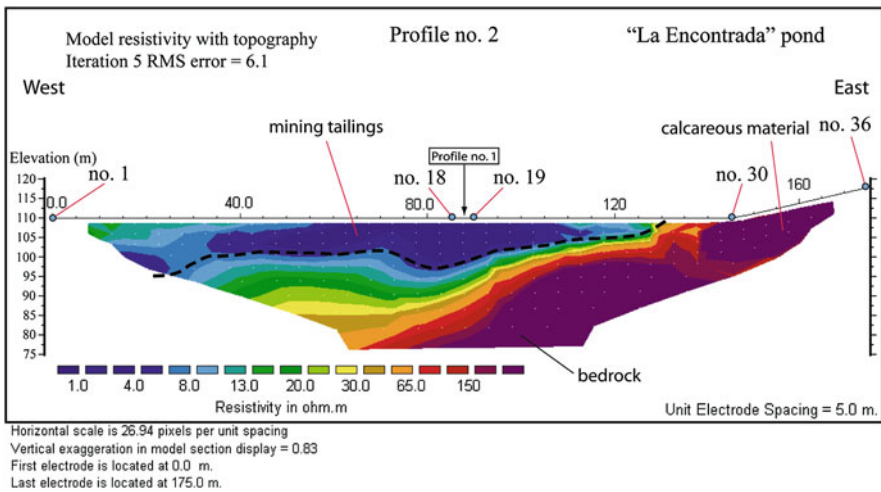 Model resistivity with topography
Iteration 5 RMS error = 6.1
Profile no. 2
“La Encontrada” pond
West
East
mining tailings
calcareous material
no. 36
Elevation (m)
no. 1
Profile no. 1
no. 18
no. 19
no. 30
0.0
40.0
80.0
120
160
120
115
110
105
100
95
90
85
80
75
bedrock
1.0
4.0
8.0
13.0
20.0
30.0
65.0
150
Resistivity in ohm.m
Unit Electrode Spacing = 5.0 m.
Horizontal scale is 26.94 pixels per unit spacing
Vertical exaggeration in model section display = 0.83
First electrode is located at 0.0 m.
Last electrode is located at 175.0 m.